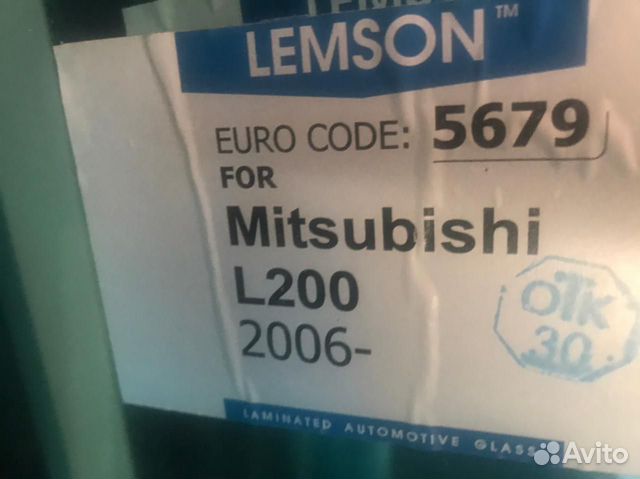 LEMSON™
EURO CODE: 5679
FOR
Mitsubishi
L200
2006-
ОТК
30
LAMINATED AUTOMOTIVE GLASS
Avito